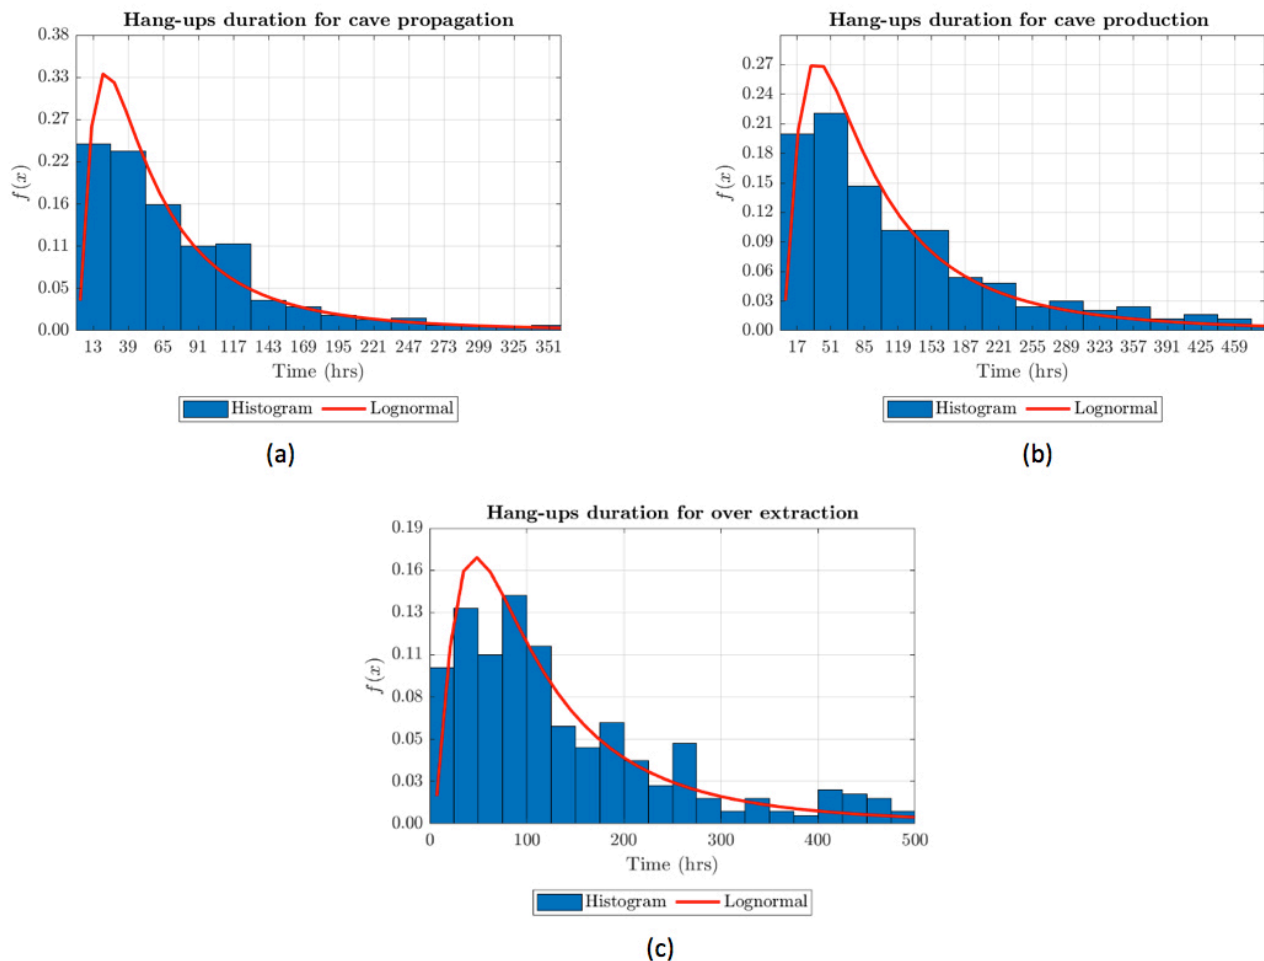 Hang-ups duration for cave propagation
0.38
0.33
0.27
0.22
0.16
0.11
0.05
0.00
f(x)
13 39 65 91 117 143 169 195 221 247 273 299 325 351
Time (hrs)
Histogram Lognormal
(a)
Hang-ups duration for cave production
0.27
0.24
0.21
0.18
0.15
0.12
0.09
0.06
0.03
0.00
f(x)
17 51 85 119 153 187 221 255 289 323 357 391 425 459
Time (hrs)
Histogram Lognormal
(b)
Hang-ups duration for over extraction
0.19
0.16
0.13
0.11
0.08
0.05
0.03
0.00
f(x)
0 100 200 300 400 500
Time (hrs)
Histogram Lognormal
(c)